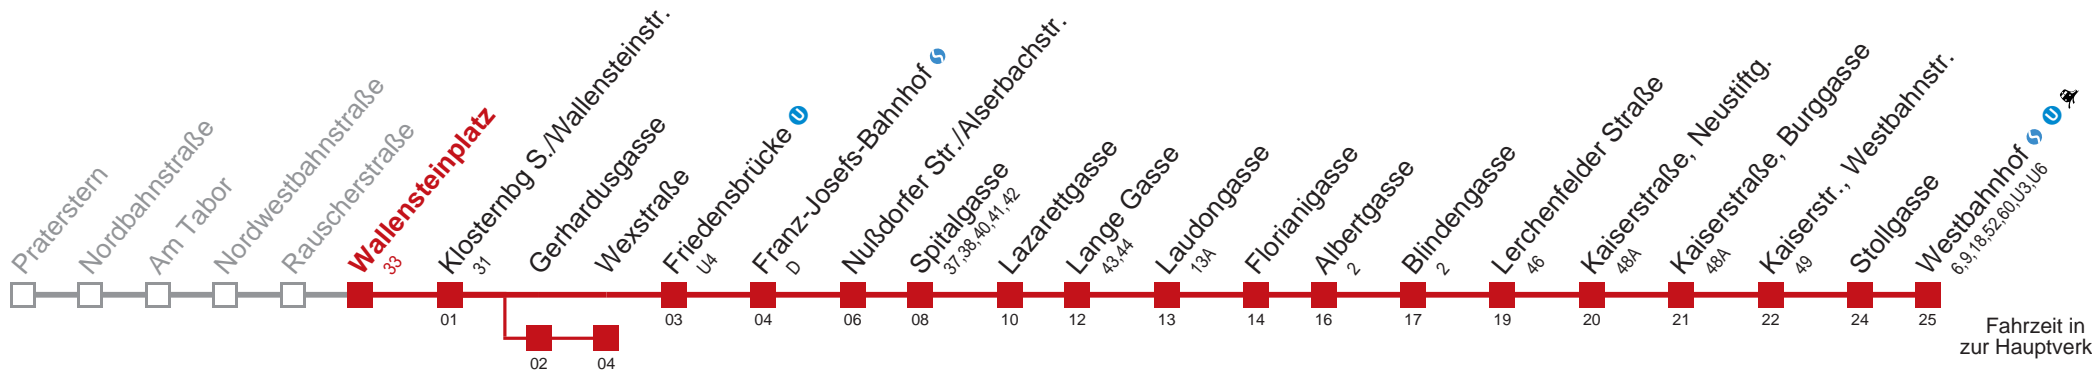 Praterstern
Nordbahnstraße
Am Tabor
Nordwestbahnstraße
Rauscherstraße
Wallensteinplatz
33
Klosternbg S./Wallensteinstr.
31
Gerhardusgasse
Wexstraße
Friedensbrücke U
U4
Franz-Josefs-Bahnhof
D
Nußdorfer Str./Alserbachstr.
Spitalgasse
37,38,40,41,42
Lazarettgasse
Lange Gasse
43,44
Laudongasse
13A
Florianigasse
Albertgasse
2
Blindengasse
2
Lerchenfelder Straße
46
Kaiserstraße, Neustiftg.
48A
Kaiserstraße, Burggasse
48A
Kaiserstr., Westbahnstr.
49
Stollgasse
Westbahnhof U
6,9,18,52,60,U3,U6
01 03 04 06 08 10 12 13 14 16 17 19 20 21 22 24 25
02 04
Fahrzeit in
zur Hauptverk